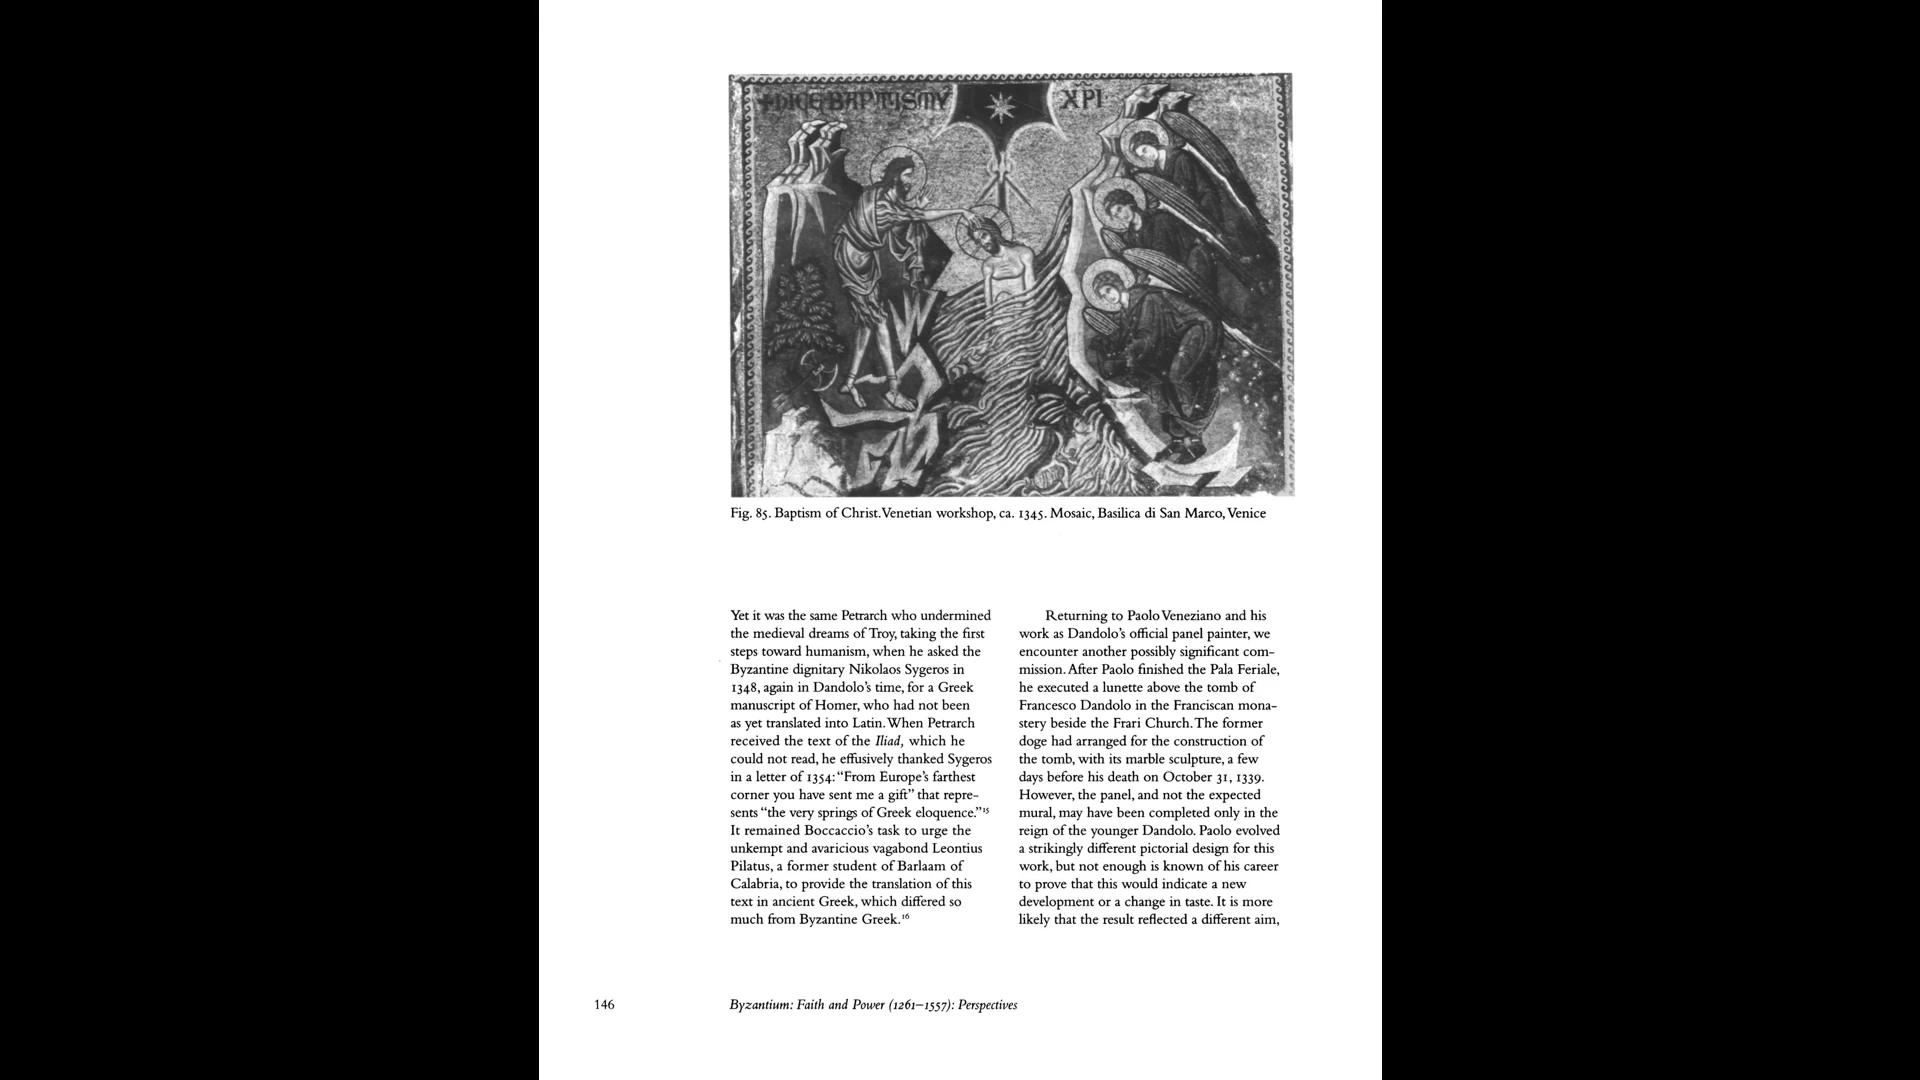 +HIC E BAPTISMV XPI
Fig. 85. Baptism of Christ. Venetian workshop, ca. 1345. Mosaic, Basilica di San Marco, Venice
Yet it was the same Petrarch who undermined
the medieval dreams of Troy, taking the first
steps toward humanism, when he asked the
Byzantine dignitary Nikolaos Sygeros in
1348, again in Dandolo's time, for a Greek
manuscript of Homer, who had not been
as yet translated into Latin. When Petrarch
received the text of the Iliad, which he
could not read, he effusively thanked Sygeros
in a letter of 1354: “From Europe's farthest
corner you have sent me a gift” that repre-
sents “the very springs of Greek eloquence.”15
It remained Boccaccio's task to urge the
unkempt and avaricious vagabond Leontius
Pilatus, a former student of Barlaam of
Calabria, to provide the translation of this
text in ancient Greek, which differed so
much from Byzantine Greek.16
Returning to Paolo Veneziano and his
work as Dandolo's official panel painter, we
encounter another possibly significant com-
mission. After Paolo finished the Pala Feriale,
he executed a lunette above the tomb of
Francesco Dandolo in the Franciscan mona-
stery beside the Frari Church. The former
doge had arranged for the construction of
the tomb, with its marble sculpture, a few
days before his death on October 31, 1339.
However, the panel, and not the expected
mural, may have been completed only in the
reign of the younger Dandolo. Paolo evolved
a strikingly different pictorial design for this
work, but not enough is known of his career
to prove that this would indicate a new
development or a change in taste. It is more
likely that the result reflected a different aim,
146
Byzantium: Faith and Power (1261–1557): Perspectives